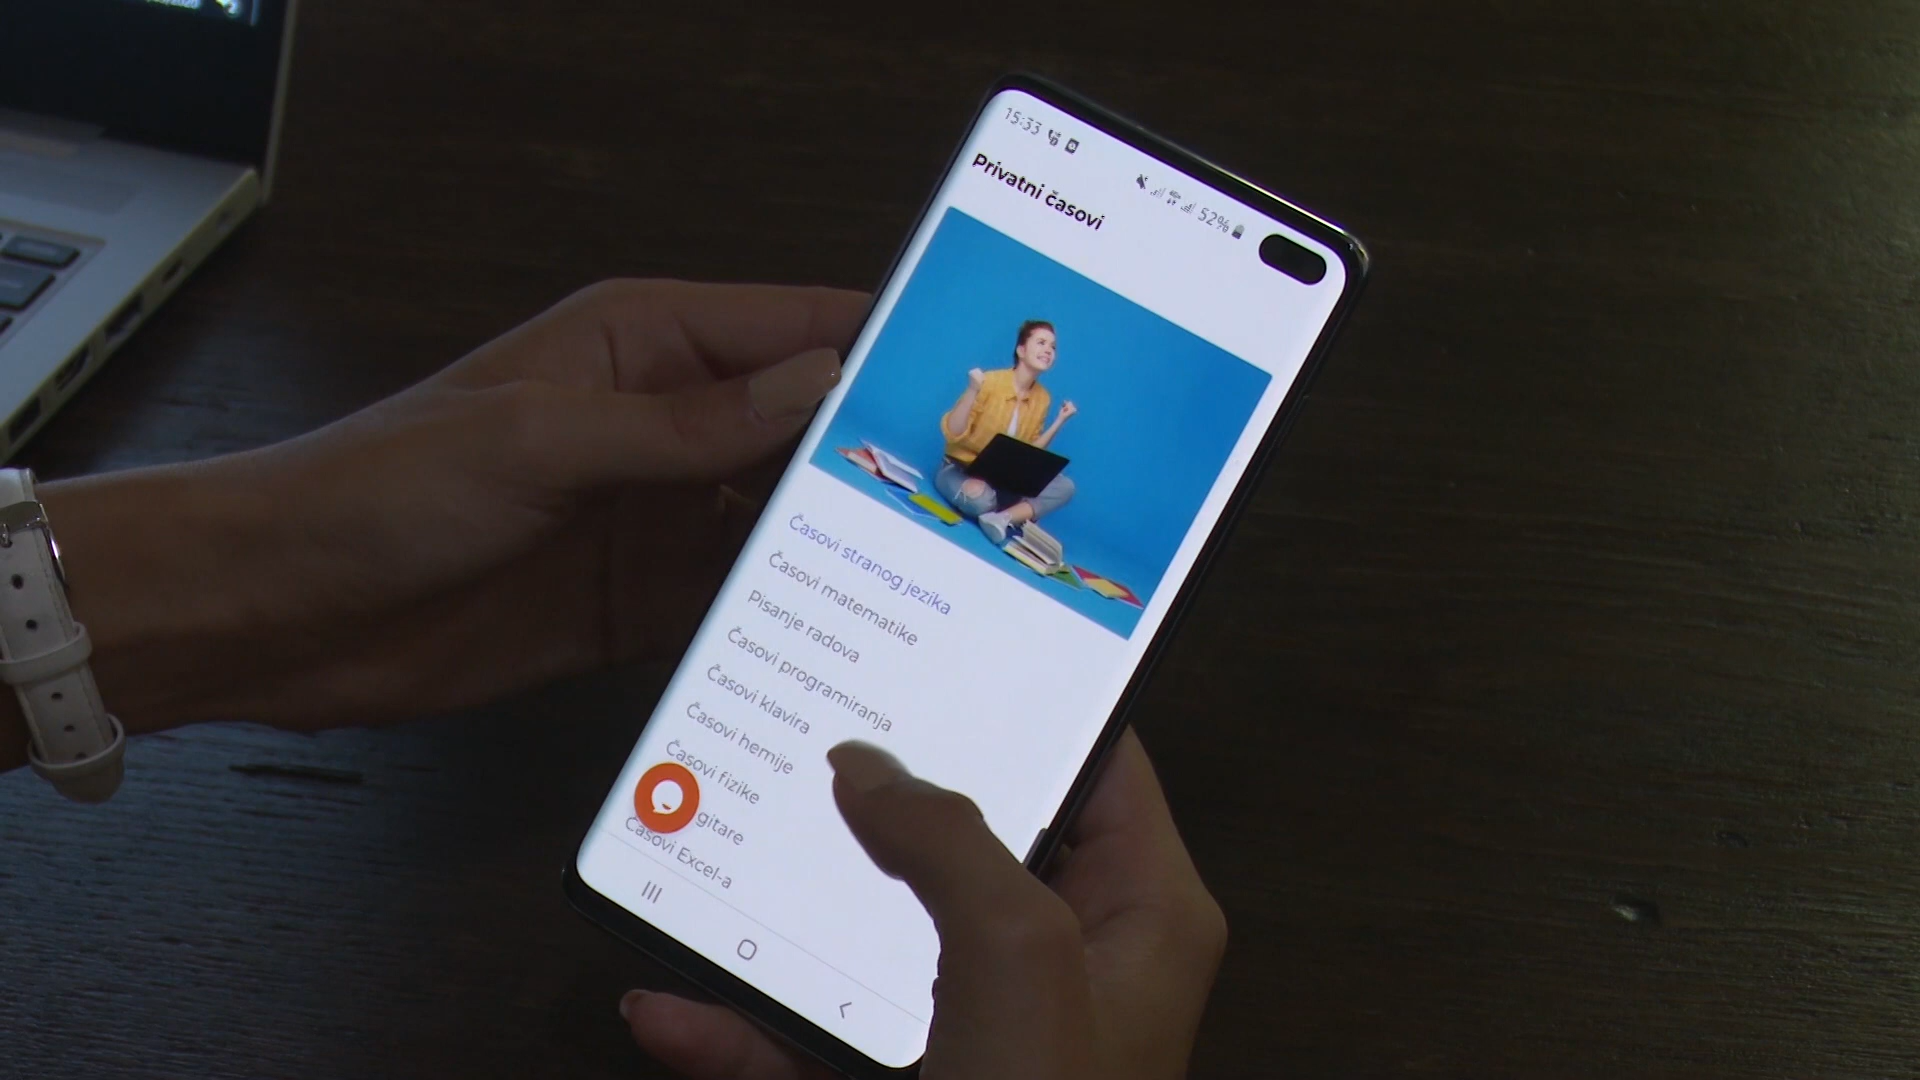 15:33
52%
Privatni časovi
Časovi stranog jezika
Časovi matematike
Pisanje radova
Časovi programiranja
Časovi klavira
Časovi hemije
Časovi fizike
gitare
Časovi Excel-a